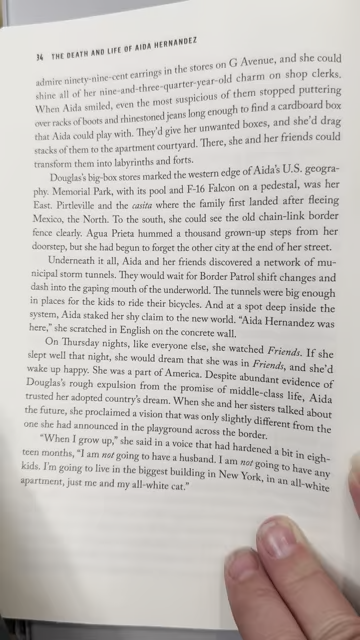 34 THE DEATH AND LIFE OF AIDA HERNANDEZ
admire ninety-nine-cent earrings in the stores on G Avenue, and she could
shine all of her nine-and-three-quarter-year-old charm on shop clerks.
When Aida smiled, even the most suspicious of them stopped puttering
over racks of boots and rhinestoned jeans long enough to find a cardboard box
that Aida could play with. They'd give her unwanted boxes, and she'd drag
stacks of them to the apartment courtyard. There, she and her friends could
transform them into labyrinths and forts.
Douglas's big-box stores marked the western edge of Aida's U.S. geogra-
phy. Memorial Park, with its pool and F-16 Falcon on a pedestal, was her
East. Pirtleville and the casita where the family first landed after fleeing
Mexico, the North. To the south, she could see the old chain-link border
fence clearly. Agua Prieta hummed a thousand grown-up steps from her
doorstep, but she had begun to forget the other city at the end of her street.
Underneath it all, Aida and her friends discovered a network of mu-
nicipal storm tunnels. They would wait for Border Patrol shift changes and
dash into the gaping mouth of the underworld. The tunnels were big enough
in places for the kids to ride their bicycles. And at a spot deep inside the
system, Aida staked her shy claim to the new world. "Aida Hernandez was
here," she scratched in English on the concrete wall.
On Thursday nights, like everyone else, she watched Friends. If she
slept well that night, she would dream that she was in Friends, and she'd
wake up happy. She was a part of America. Despite abundant evidence of
Douglas's rough expulsion from the promise of middle-class life, Aida
trusted her adopted country's dream. When she and her sisters talked about
the future, she proclaimed a vision that was only slightly different from the
one she had announced in the playground across the border.
"When I grow up," she said in a voice that had hardened a bit in eigh-
teen months, "I am not going to have a husband. I am not going to have any
kids. I'm going to live in the biggest building in New York, in an all-white
apartment, just me and my all-white cat."